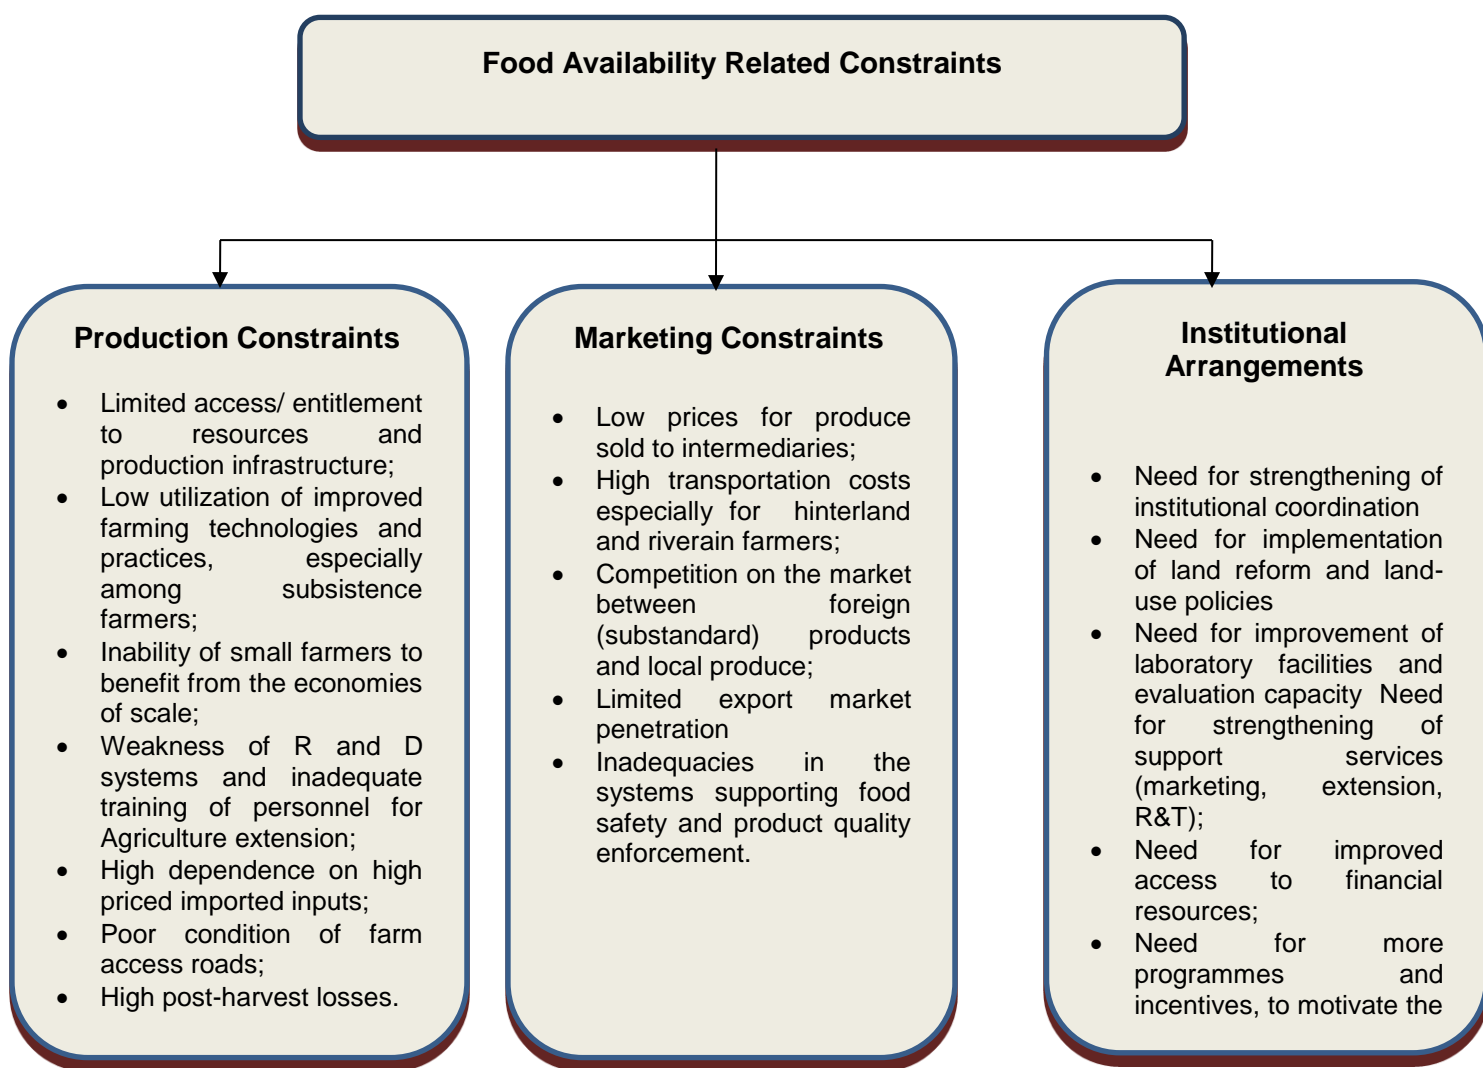 Food Availability Related Constraints
Production Constraints
• Limited access/ entitlement
to resources and
production infrastructure;
• Low utilization of improved
farming technologies and
practices, especially
among subsistence
farmers;
• Inability of small farmers to
benefit from the economies
of scale;
• Weakness of R and D
systems and inadequate
training of personnel for
Agriculture extension;
• High dependence on high
priced imported inputs;
• Poor condition of farm
access roads;
• High post-harvest losses.
Marketing Constraints
• Low prices for produce
sold to intermediaries;
• High transportation costs
especially for hinterland
and riverain farmers;
• Competition on the market
between foreign
(substandard) products
and local produce;
• Limited export market
penetration
• Inadequacies in the
systems supporting food
safety and product quality
enforcement.
Institutional
Arrangements
• Need for strengthening of
institutional coordination
• Need for implementation
of land reform and land-
use policies
• Need for improvement of
laboratory facilities and
evaluation capacity Need
for strengthening of
support services
(marketing, extension,
R&T);
• Need for improved
access to financial
resources;
• Need for more
programmes and
incentives, to motivate the